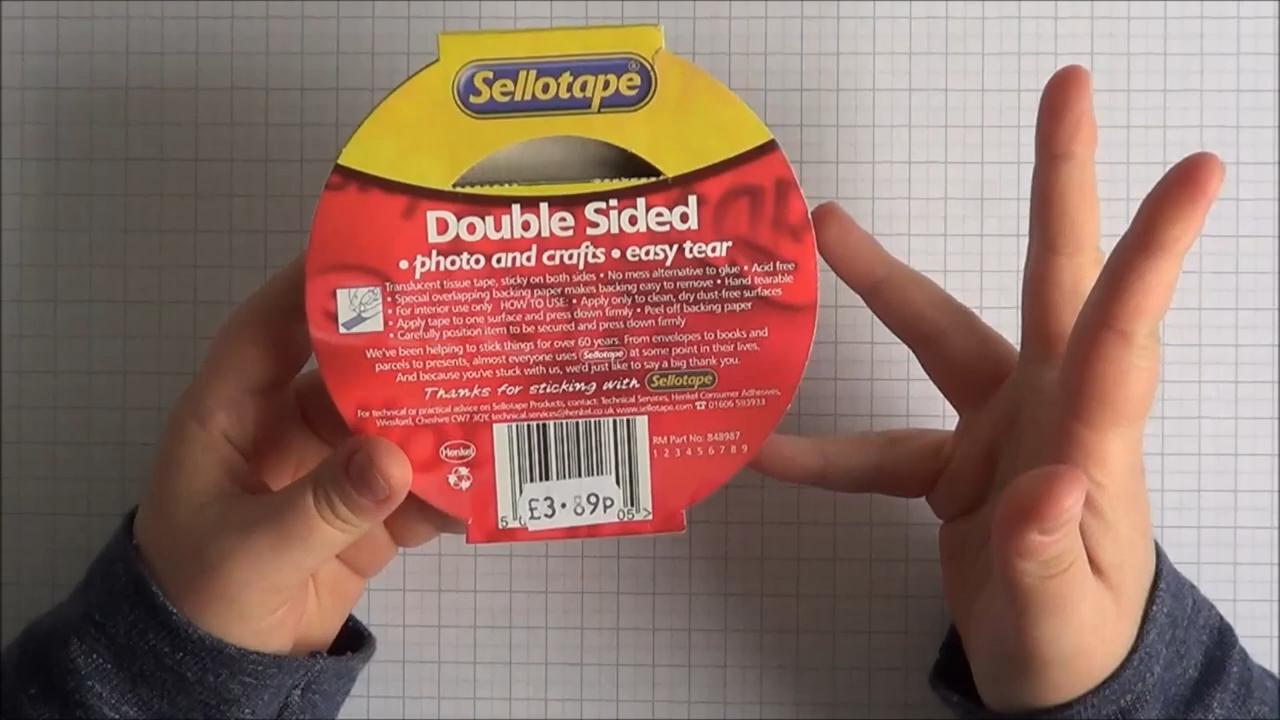 Sellotape®
Double Sided
• photo and crafts • easy tear
Translucent tissue tape, sticky on both sides • No mess alternative to glue • Acid free
• Special overlapping backing paper makes backing easy to remove • Hand tearable
• For interior use only HOW TO USE: • Apply only to clean, dry dust-free surfaces
• Apply tape to one surface and press down firmly • Peel off backing paper
• Carefully position item to be secured and press down firmly
We've been helping to stick things for over 60 years. From envelopes to books and
parcels to presents, almost everyone uses Sellotape at some point in their lives.
And because you've stuck with us, we'd just like to say a big thank you.
Thanks for sticking with Sellotape
For technical or practical advice on Sellotape Products, contact: Technical Services, Henkel Consumer Adhesives,
Winsford, Cheshire CW7 3QY. technical.services@henkel.co.uk www.sellotape.com ☎ 01606 593933
Henkel
RM Part No: 848987
1 2 3 4 5 6 7 8 9
£3.89p
5 05 >